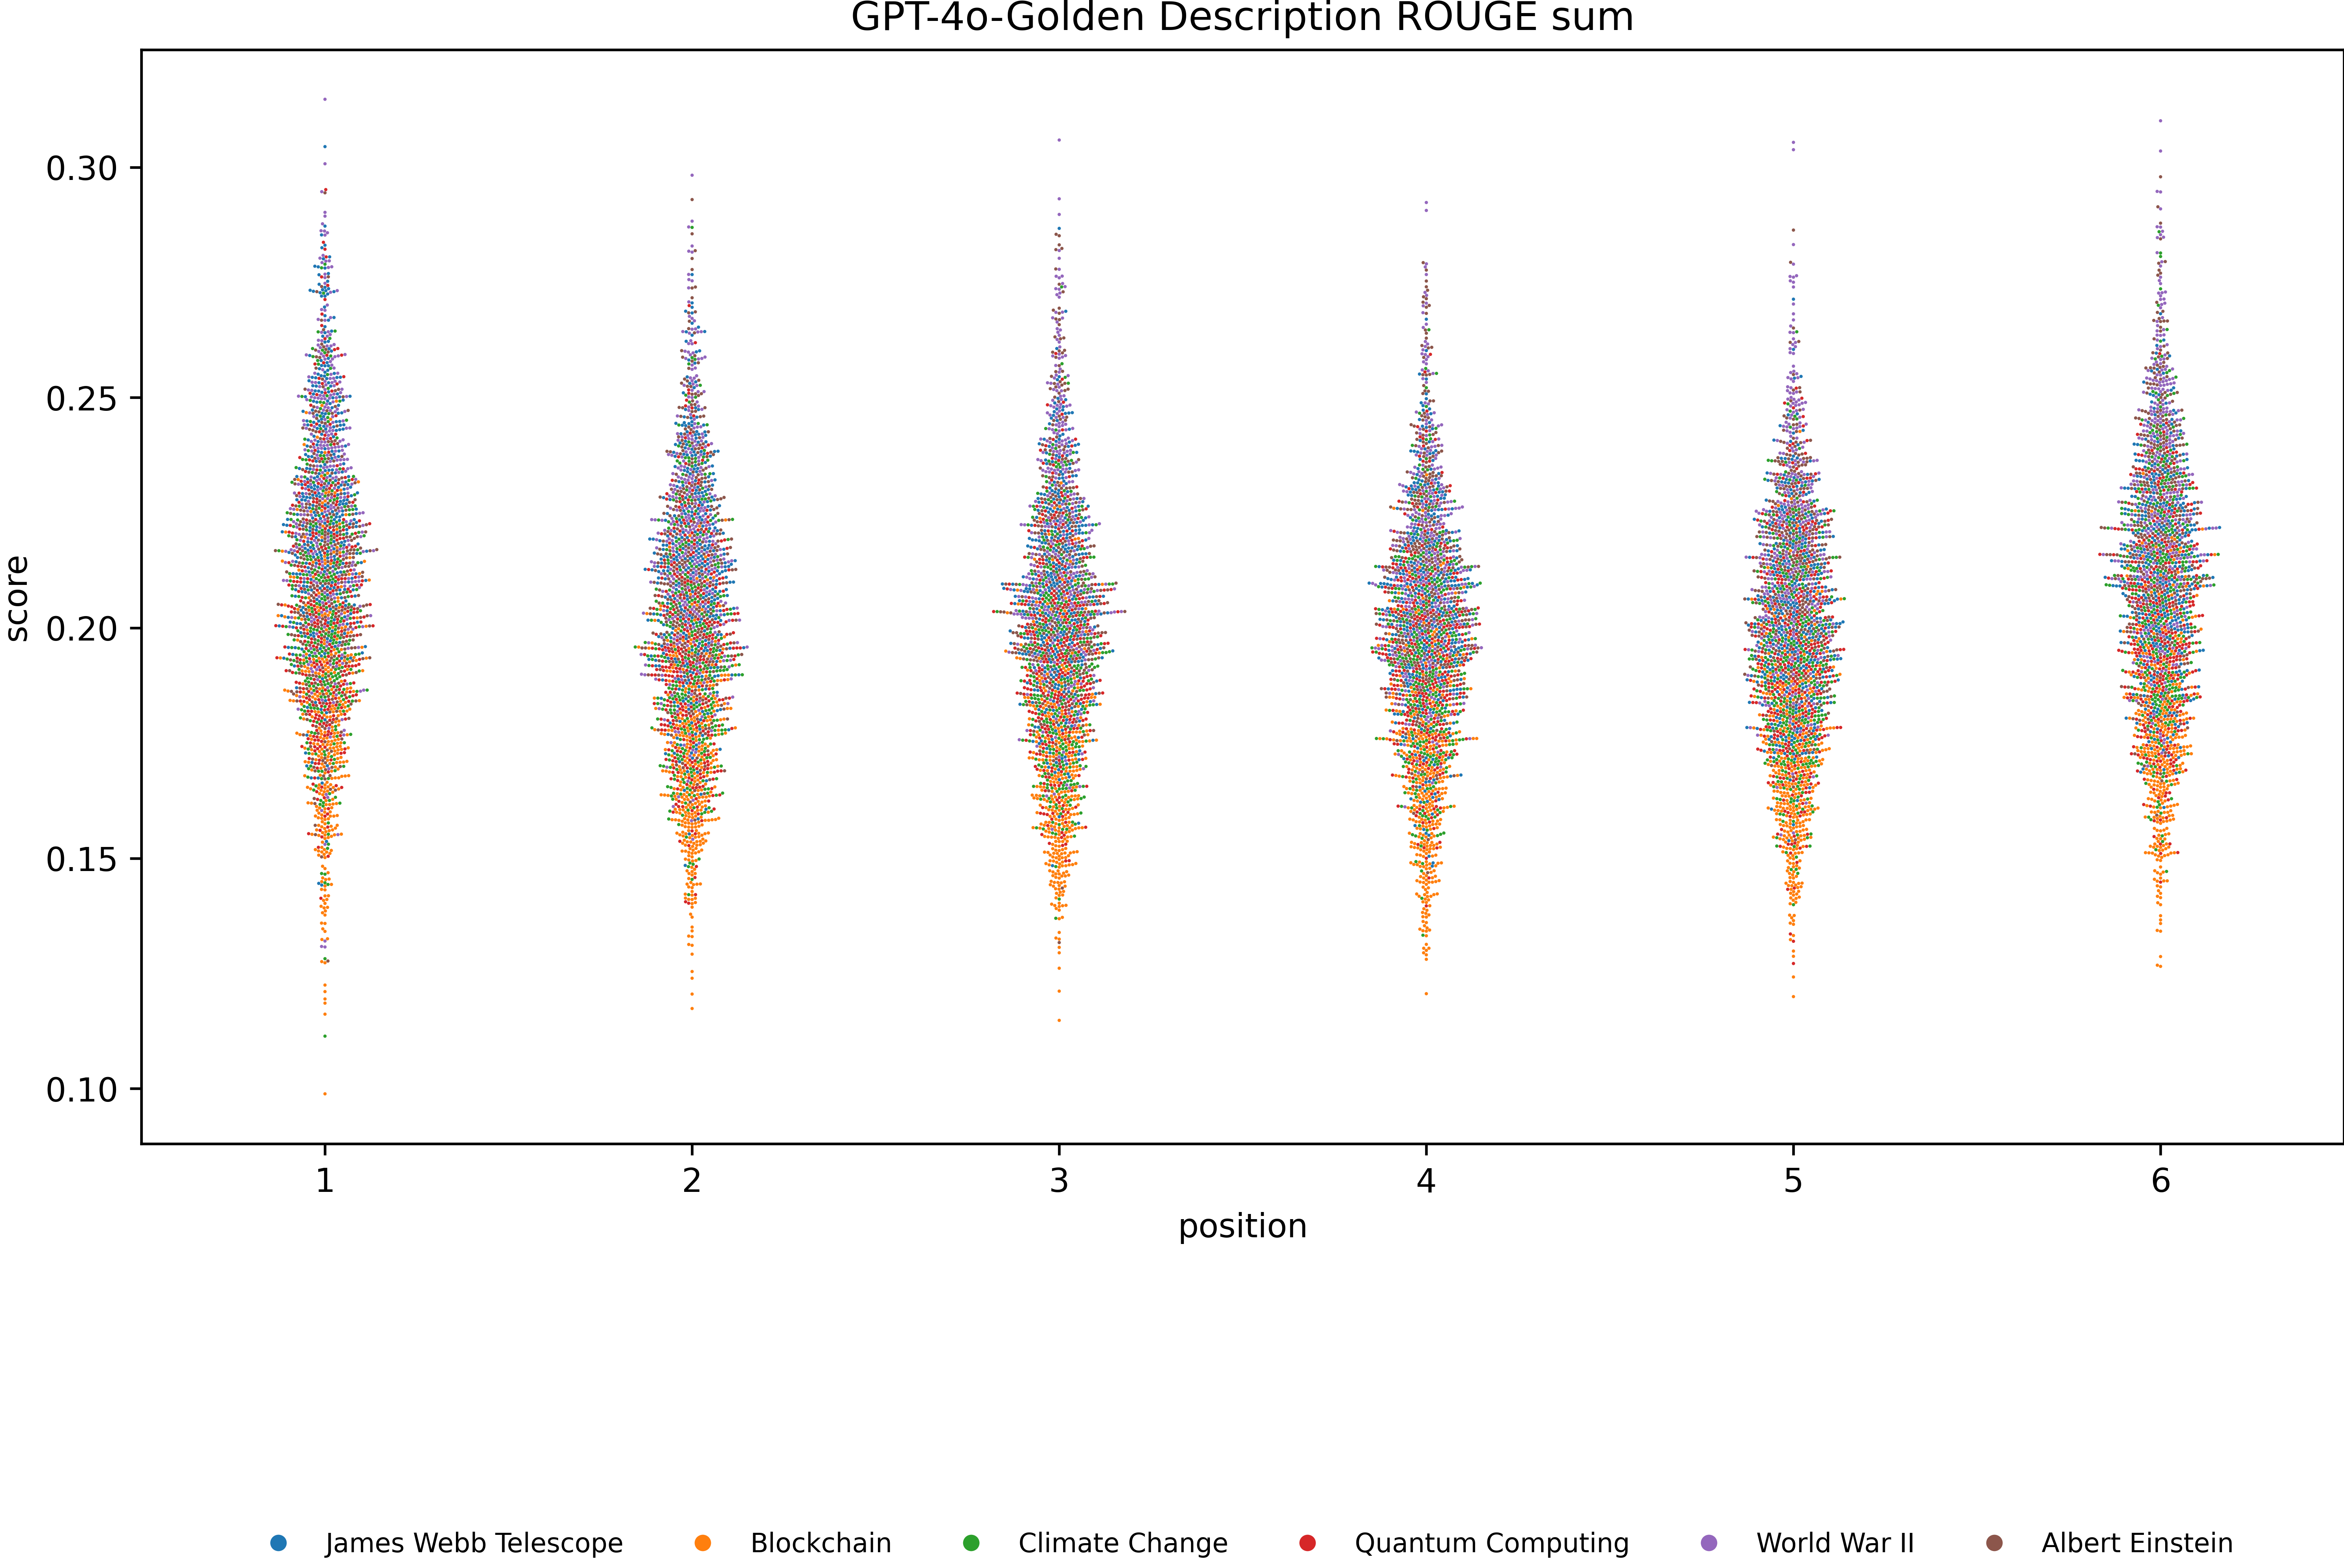 GPT-4o-Golden Description ROUGE sum
score
0.30
0.25
0.20
0.15
0.10
1 2 3 4 5 6
position
James Webb Telescope Blockchain Climate Change Quantum Computing World War II Albert Einstein